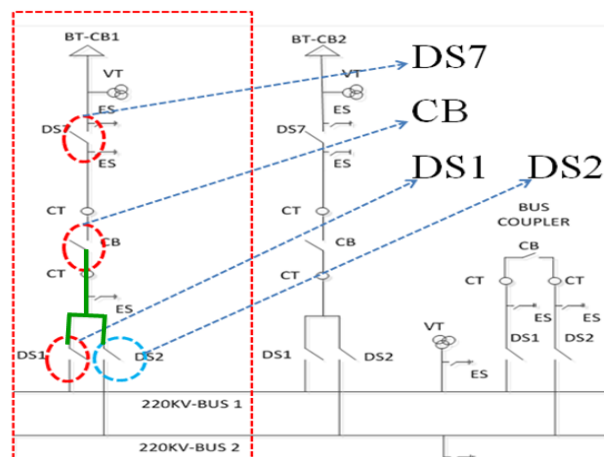 BT-CB1
BT-CB2
DS7
VT
VT
ES
ES
CB
DS7
DS7
ES
ES
DS1
DS2
CT
CT
BUS
COUPLER
CB
CB
CB
CT
CT
CT
CT
ES
ES
ES
VT
DS1
DS2
DS1
DS2
DS1
DS2
ES
220KV-BUS 1
220KV-BUS 2